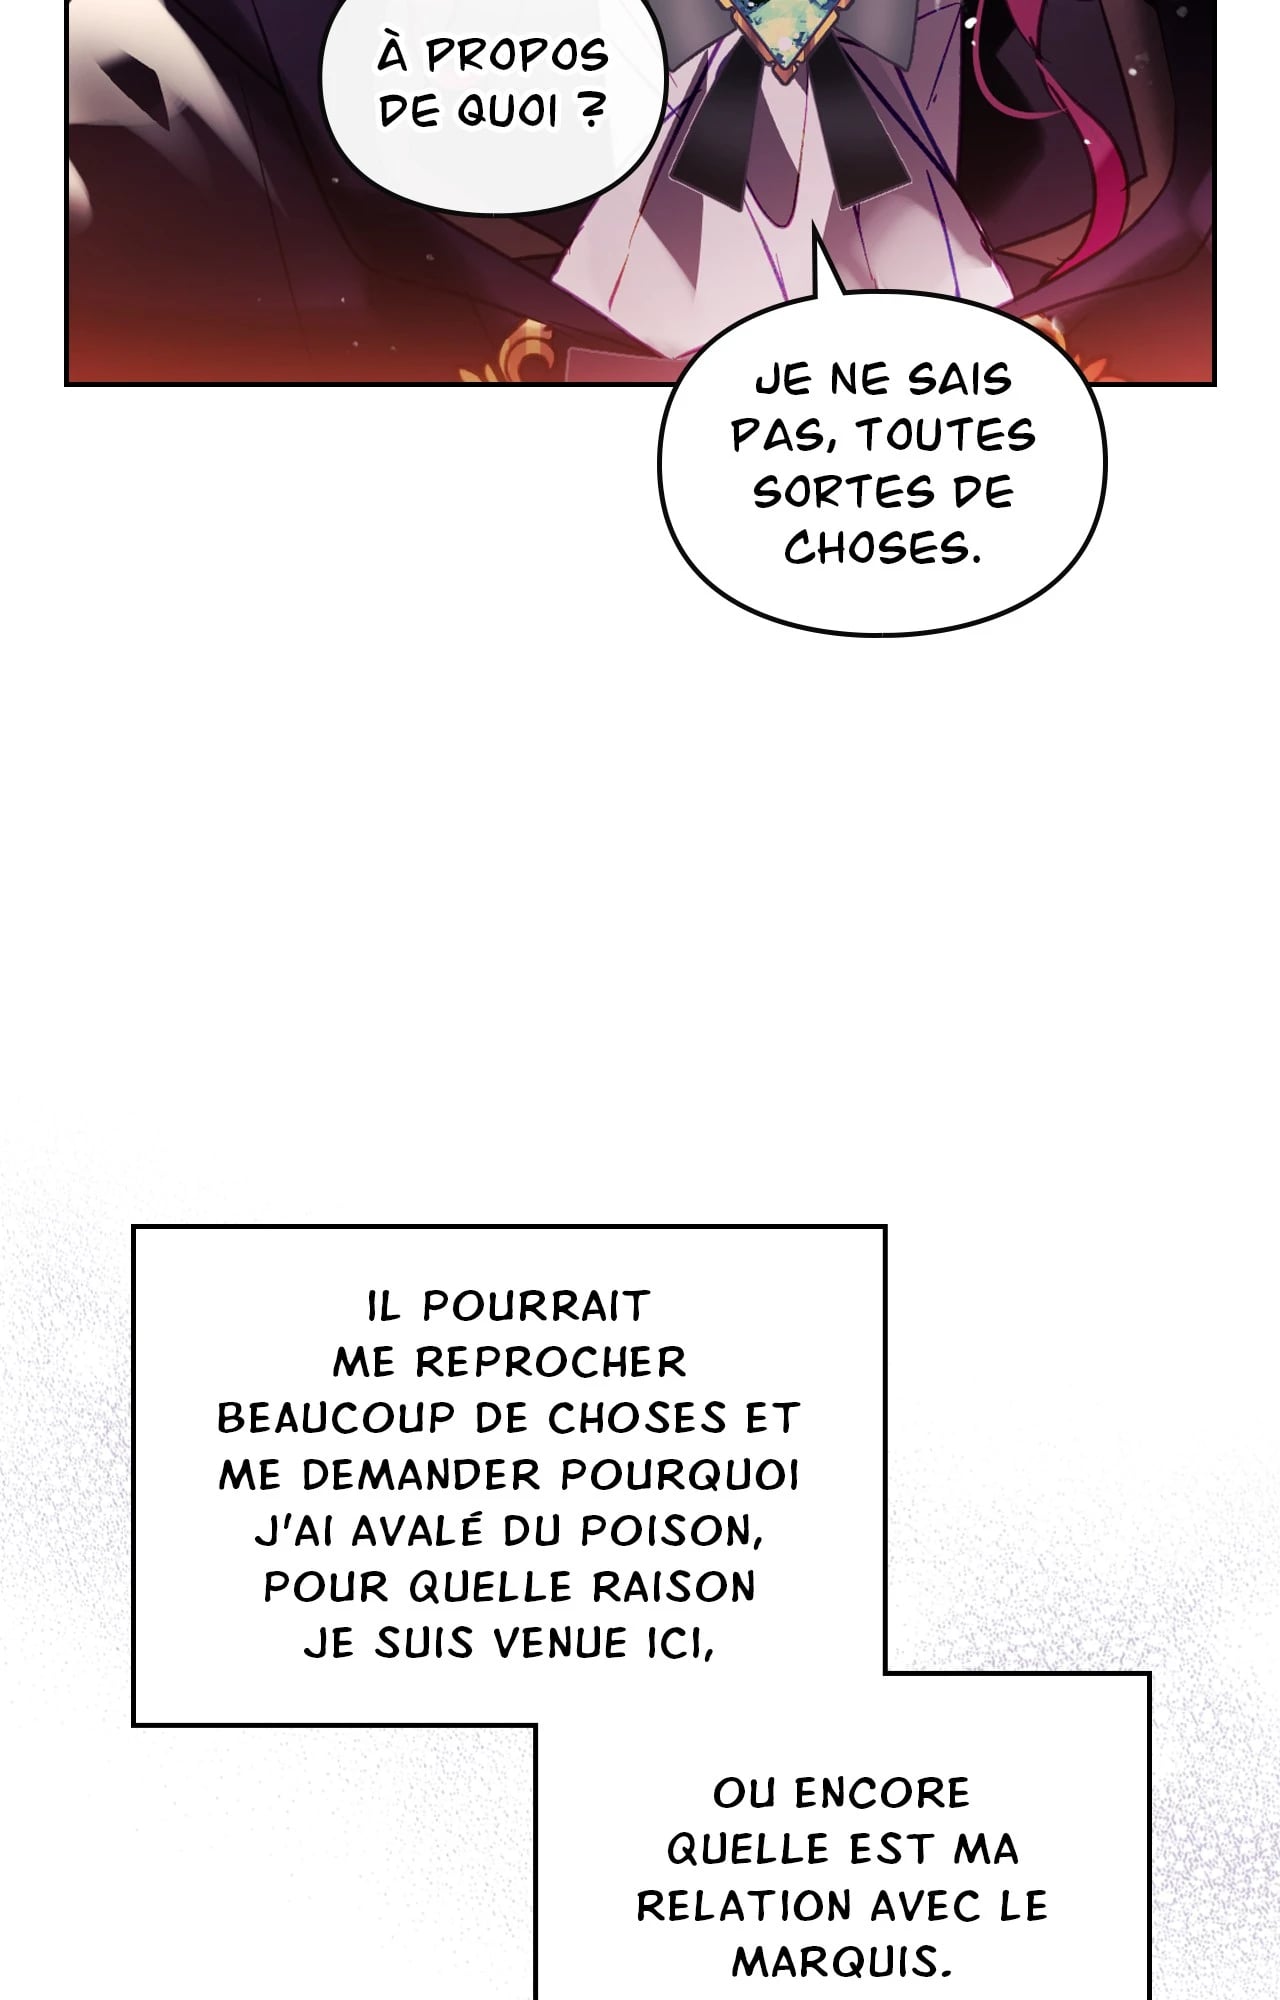 À PROPOS
DE QUOI ?
JE NE SAIS
PAS, TOUTES
SORTES DE
CHOSES.
IL POURRAIT
ME REPROCHER
BEAUCOUP DE CHOSES ET
ME DEMANDER POURQUOI
J'AI AVALÉ DU POISON,
POUR QUELLE RAISON
JE SUIS VENUE ICI,
OU ENCORE
QUELLE EST MA
RELATION AVEC LE
MARQUIS.